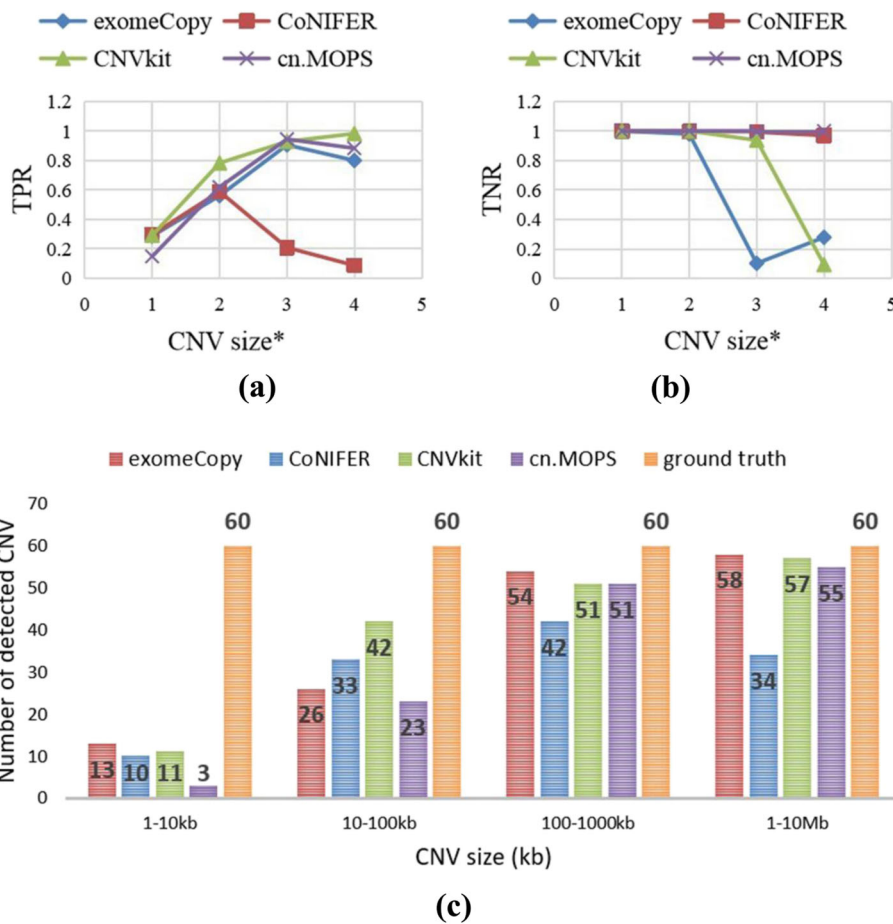 exomeCopy CoNIFER
CNVkit cn.MOPS
TPR
1.2
1
0.8
0.6
0.4
0.2
0
0 1 2 3 4 5
CNV size*
(a)
exomeCopy CoNIFER
CNVkit cn.MOPS
TNR
1.2
1
0.8
0.6
0.4
0.2
0
0 1 2 3 4 5
CNV size*
(b)
exomeCopy CoNIFER CNVkit cn.MOPS ground truth
Number of detected CNV
70
60
50
40
30
20
10
0
13 10 11 3 60
26 33 42 23 60
54 42 51 51 60
58 34 57 55 60
1-10kb 10-100kb 100-1000kb 1-10Mb
CNV size (kb)
(c)